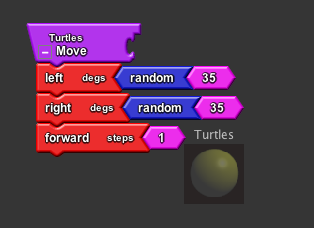 Turtles
– Move
left degs random 35
right degs random 35
forward steps 1
Turtles